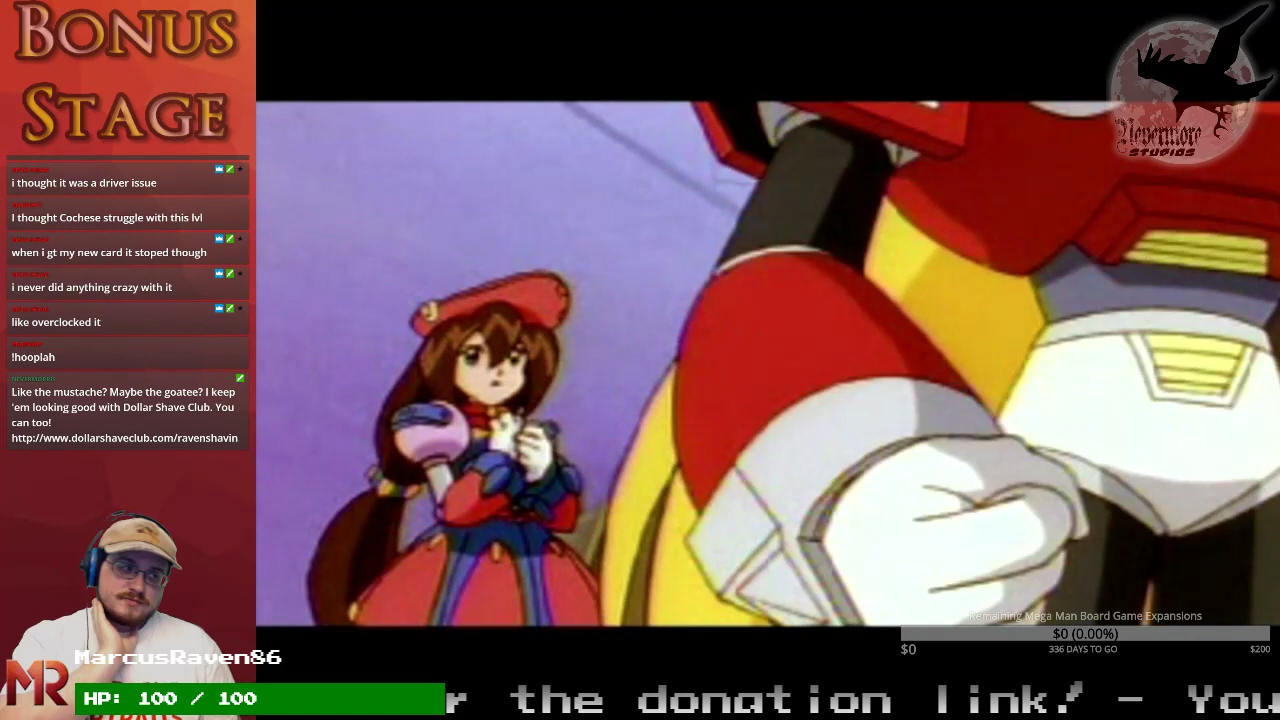 BONUS
STAGE
i thought it was a driver issue
I thought Cochese struggle with this lvl
when i gt my new card it stoped though
i never did anything crazy with it
like overclocked it
!hooplah
Like the mustache? Maybe the goatee? I keep
'em looking good with Dollar Shave Club. You
can too!
http://www.dollarshaveclub.com/ravenshavin
Nevermore
STUDIOS
Remaining Mega Man Board Game Expansions
$0 (0.00%)
$0
336 DAYS TO GO
$200
MarcusRaven86
MR
HP: 100 / 100
r the donation link! - You